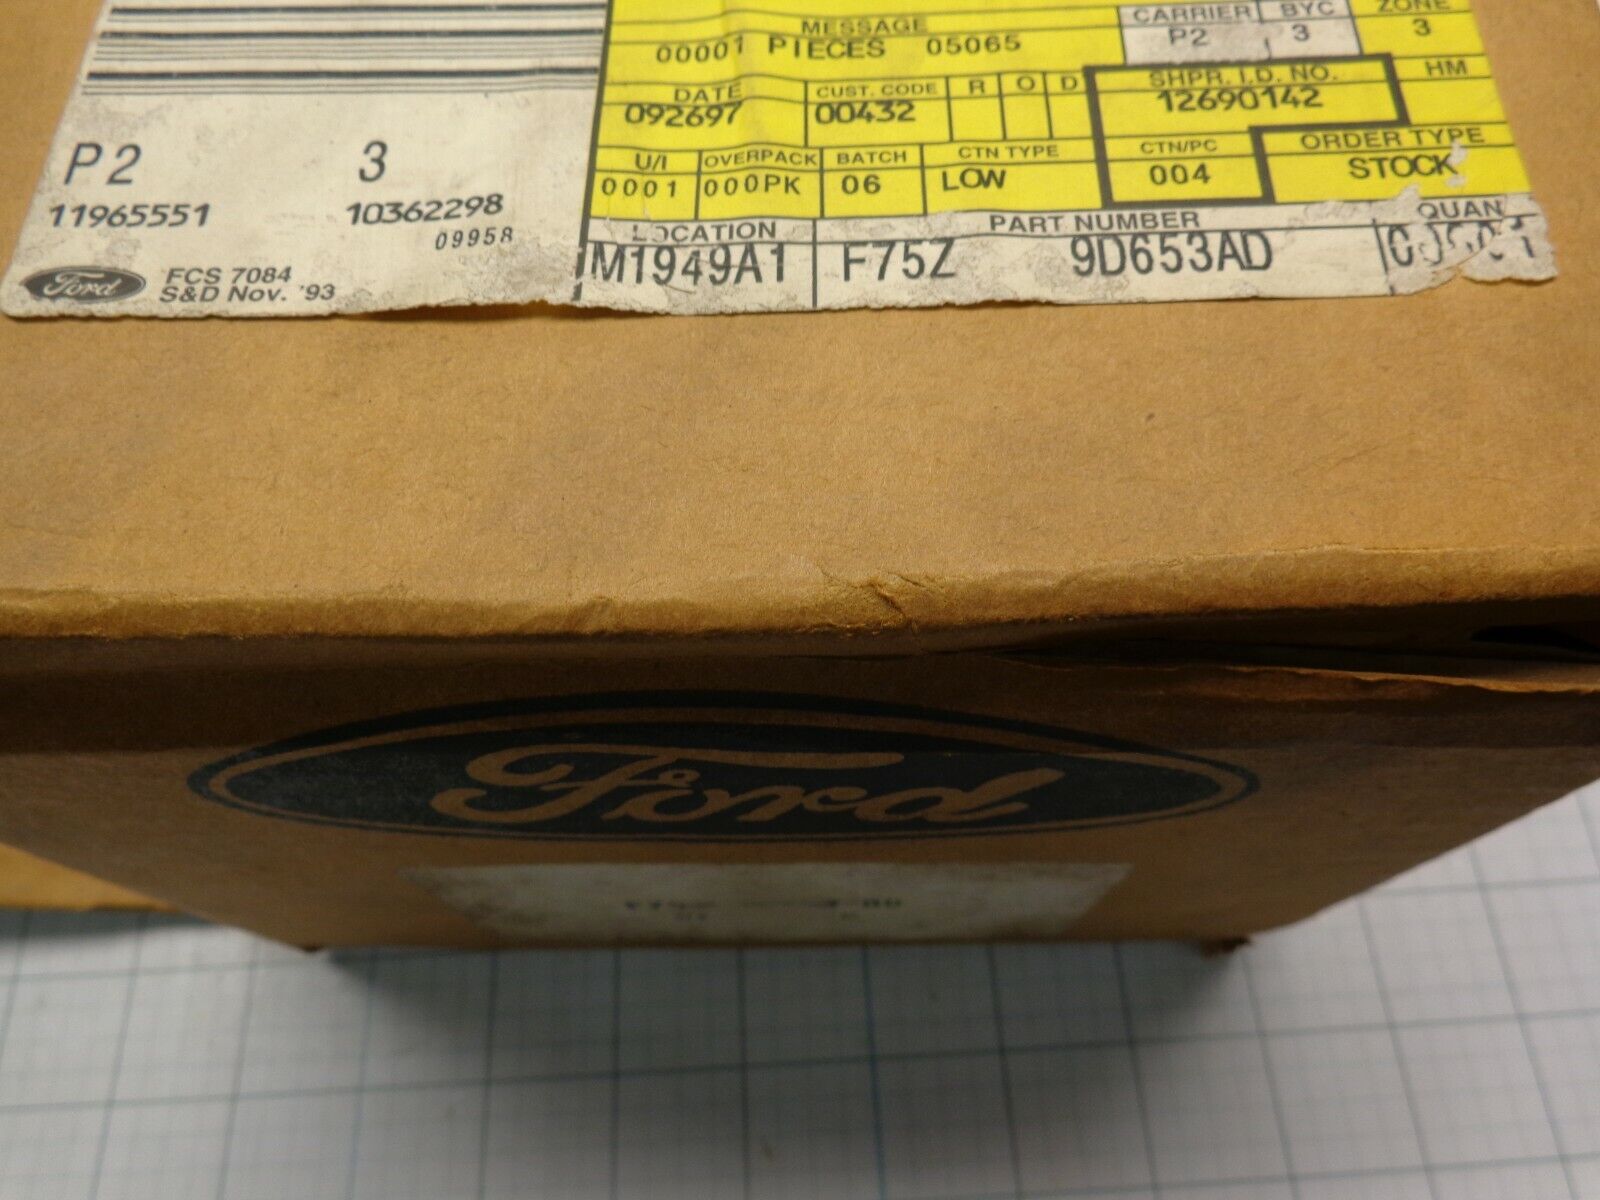 MESSAGE
00001 PIECES 05065
CARRIER BYC ZONE
P2 3 3
DATE CUST. CODE R O D SHPR. I.D. NO. HM
092697 00432 12690142
U/I OVERPACK BATCH CTN TYPE CTN/PC ORDER TYPE
0001 000PK 06 LOW 004 STOCK
P2 3
11965551 10362298
09958
LOCATION PART NUMBER QUAN
M1949A1 F75Z 9D653AD
Ford FCS 7084
S&D Nov. '93
Ford